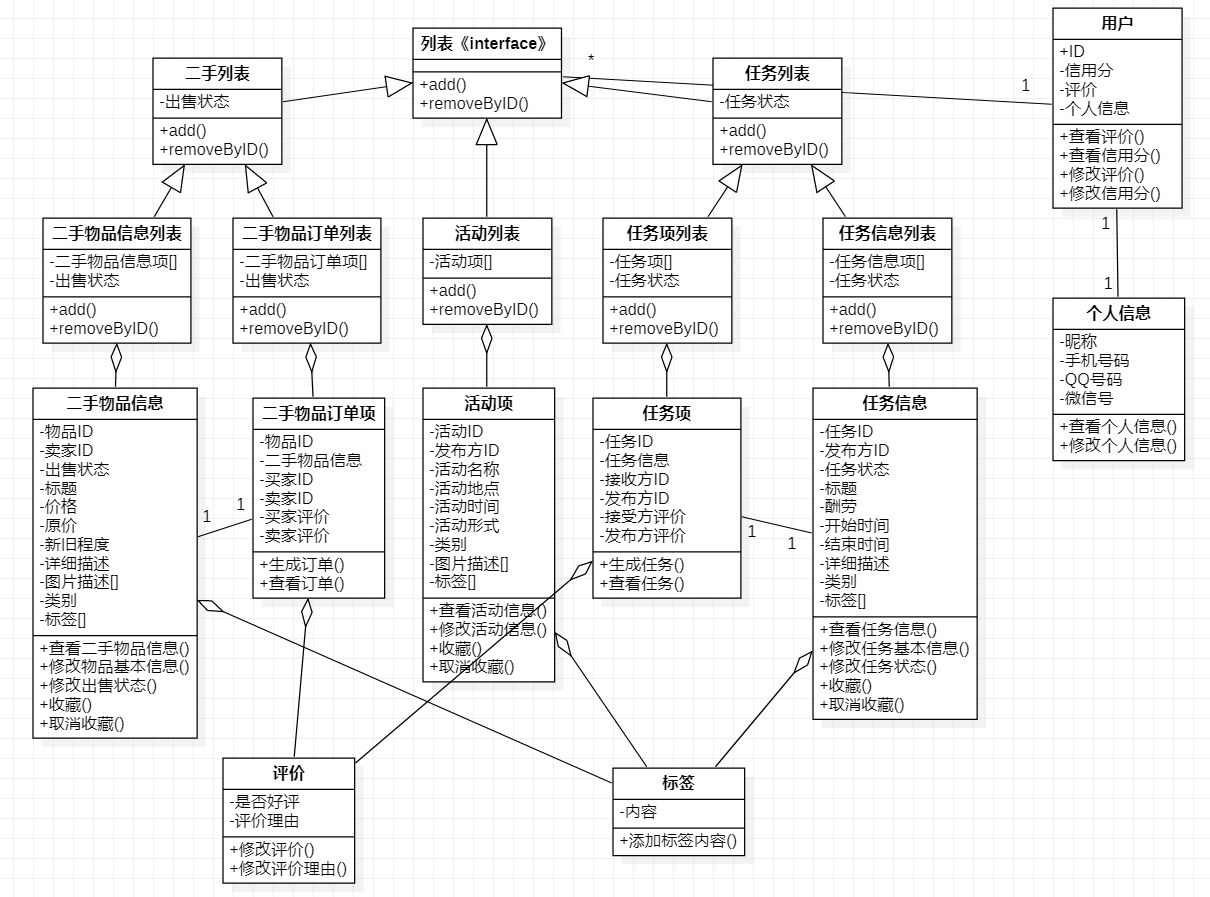 列表《interface》
+add()
+removeByID()
*
1
用户
+ID
-信用分
-评价
-个人信息
+查看评价()
+查看信用分()
+修改评价()
+修改信用分()
二手列表
-出售状态
+add()
+removeByID()
任务列表
-任务状态
+add()
+removeByID()
1
1
二手物品信息列表
-二手物品信息项[]
-出售状态
+add()
+removeByID()
二手物品订单列表
-二手物品订单项[]
-出售状态
+add()
+removeByID()
活动列表
-活动项[]
+add()
+removeByID()
任务项列表
-任务项[]
-任务状态
+add()
+removeByID()
任务信息列表
-任务信息项[]
-任务状态
+add()
+removeByID()
个人信息
-昵称
-手机号码
-QQ号码
-微信号
+查看个人信息()
+修改个人信息()
二手物品信息
-物品ID
-卖家ID
-出售状态
-标题
-价格
-原价
-新旧程度
-详细描述
-图片描述[]
-类别
-标签[]
+查看二手物品信息()
+修改物品基本信息()
+修改出售状态()
+收藏()
+取消收藏()
1
1
二手物品订单项
-物品ID
-二手物品信息
-买家ID
-卖家ID
-买家评价
-卖家评价
+生成订单()
+查看订单()
活动项
-活动ID
-发布方ID
-活动名称
-活动地点
-活动时间
-活动形式
-类别
-图片描述[]
-标签[]
+查看活动信息()
+修改活动信息()
+收藏()
+取消收藏()
任务项
-任务ID
-任务信息
-接收方ID
-发布方ID
-接受方评价
-发布方评价
+生成任务()
+查看任务()
1
1
任务信息
-任务ID
-发布方ID
-任务状态
-标题
-酬劳
-开始时间
-结束时间
-详细描述
-类别
-标签[]
+查看任务信息()
+修改任务基本信息()
+修改任务状态()
+收藏()
+取消收藏()
评价
-是否好评
-评价理由
+修改评价()
+修改评价理由()
标签
-内容
+添加标签内容()